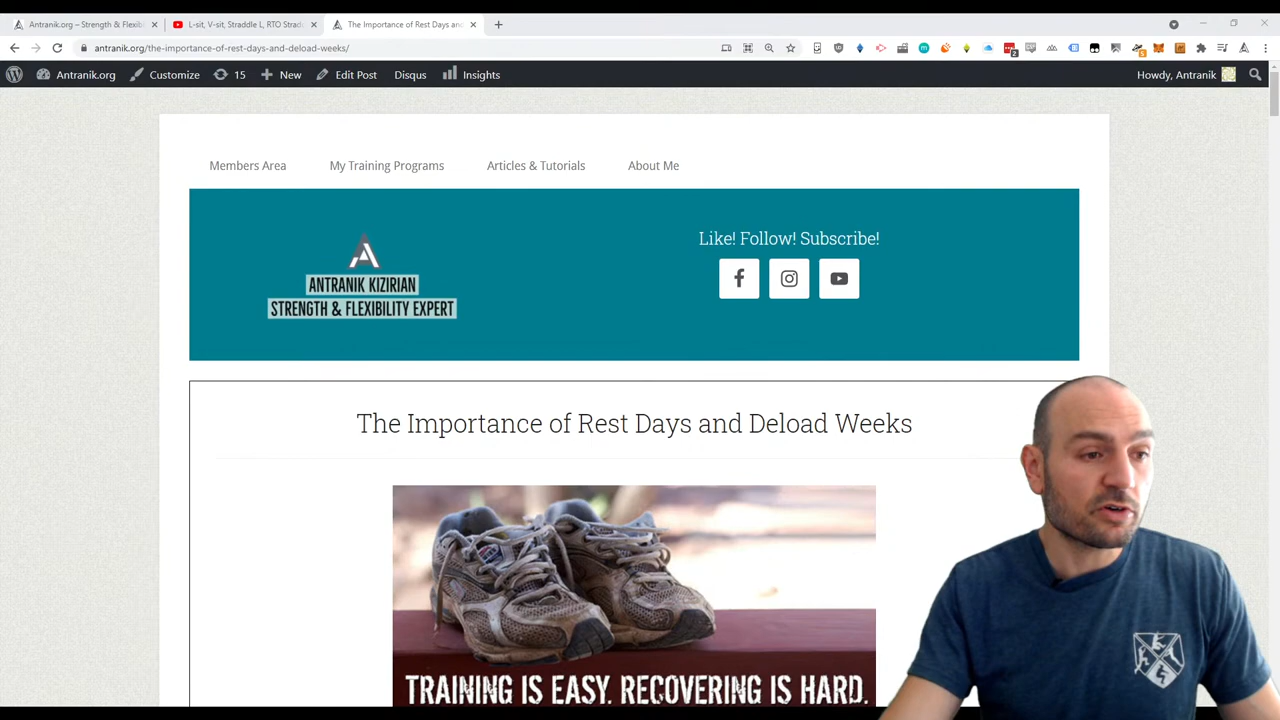 Antranik.org – Strength & Flexibi
L-sit, V-sit, Straddle L, RTO Strad
The Importance of Rest Days and
antranik.org/the-importance-of-rest-days-and-deload-weeks/
Antranik.org Customize 15 New Edit Post Disqus Insights Howdy, Antranik
Members Area My Training Programs Articles & Tutorials About Me
Like! Follow! Subscribe!
ANTRANIK KIZIRIAN
STRENGTH & FLEXIBILITY EXPERT
The Importance of Rest Days and Deload Weeks
TRAINING IS EASY. RECOVERING IS HARD.